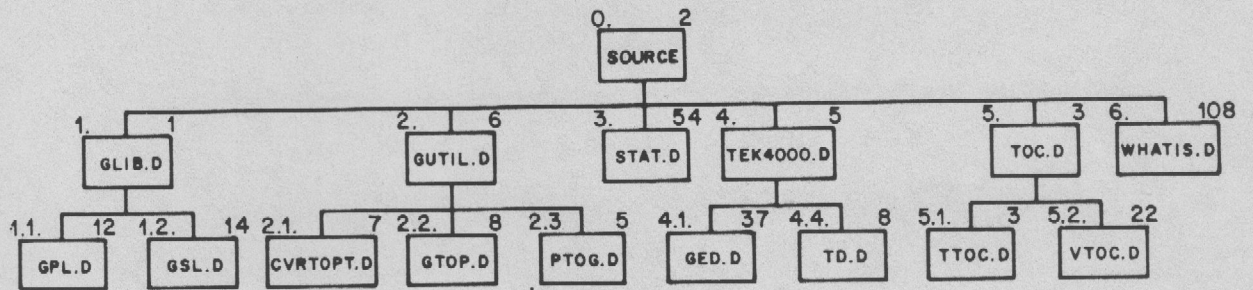 0. 2
SOURCE
1. 1 2. 6 3. 54 4. 5 5. 3 6. 108
GLIB.D GUTIL.D STAT.D TEK4000.D TOC.D WHATIS.D
1.1. 12 1.2. 14 2.1. 7 2.2. 8 2.3 5 4.1. 37 4.4. 8 5.1. 3 5.2. 22
GPL.D GSL.D CVRTOPT.D GTOP.D PTOG.D GED.D TD.D TTOC.D VTOC.D